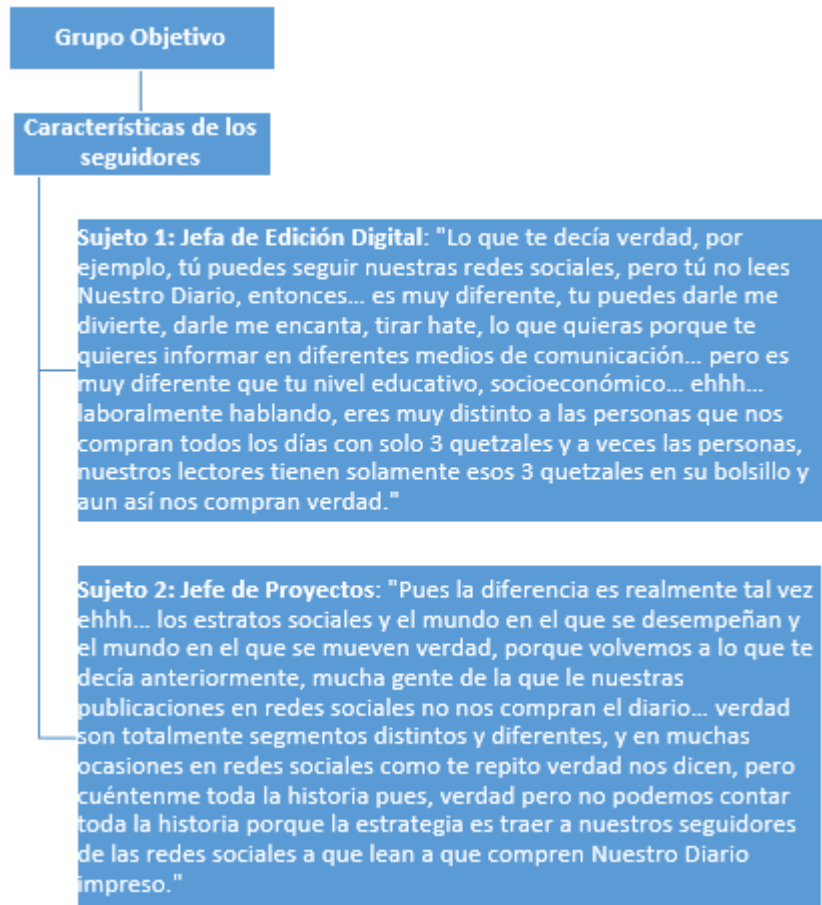 Grupo Objetivo
Características de los
seguidores
Sujeto 1: Jefa de Edición Digital: "Lo que te decía verdad, por
ejemplo, tú puedes seguir nuestras redes sociales, pero tú no lees
Nuestro Diario, entonces... es muy diferente, tu puedes darle me
divierte, darle me encanta, tirar hate, lo que quieras porque te
quieres informar en diferentes medios de comunicación... pero es
muy diferente que tu nivel educativo, socioeconómico... ehhh...
laboralmente hablando, eres muy distinto a las personas que nos
compran todos los días con solo 3 quetzales y a veces las personas,
nuestros lectores tienen solamente esos 3 quetzales en su bolsillo y
aun así nos compran verdad."
Sujeto 2: Jefe de Proyectos: "Pues la diferencia es realmente tal vez
ehhh... los estratos sociales y el mundo en el que se desempeñan y
el mundo en el que se mueven verdad, porque volvemos a lo que te
decía anteriormente, mucha gente de la que le nuestras
publicaciones en redes sociales no nos compran el diario... verdad
son totalmente segmentos distintos y diferentes, y en muchas
ocasiones en redes sociales como te repito verdad nos dicen, pero
cuéntenme toda la historia pues, verdad pero no podemos contar
toda la historia porque la estrategia es traer a nuestros seguidores
de las redes sociales a que lean a que compren Nuestro Diario
impreso."